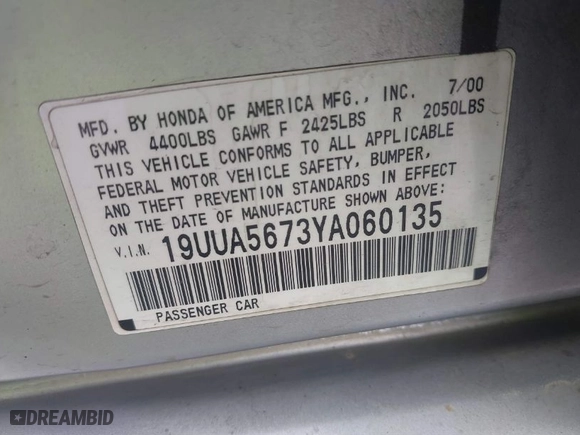 MFD. BY HONDA OF AMERICA MFG., INC. 7/00
GVWR 4400LBS GAWR F 2425LBS R 2050LBS
THIS VEHICLE CONFORMS TO ALL APPLICABLE
FEDERAL MOTOR VEHICLE SAFETY, BUMPER,
AND THEFT PREVENTION STANDARDS IN EFFECT
ON THE DATE OF MANUFACTURE SHOWN ABOVE:
V.I.N. 19UUA5673YA060135
PASSENGER CAR
DREAMBID